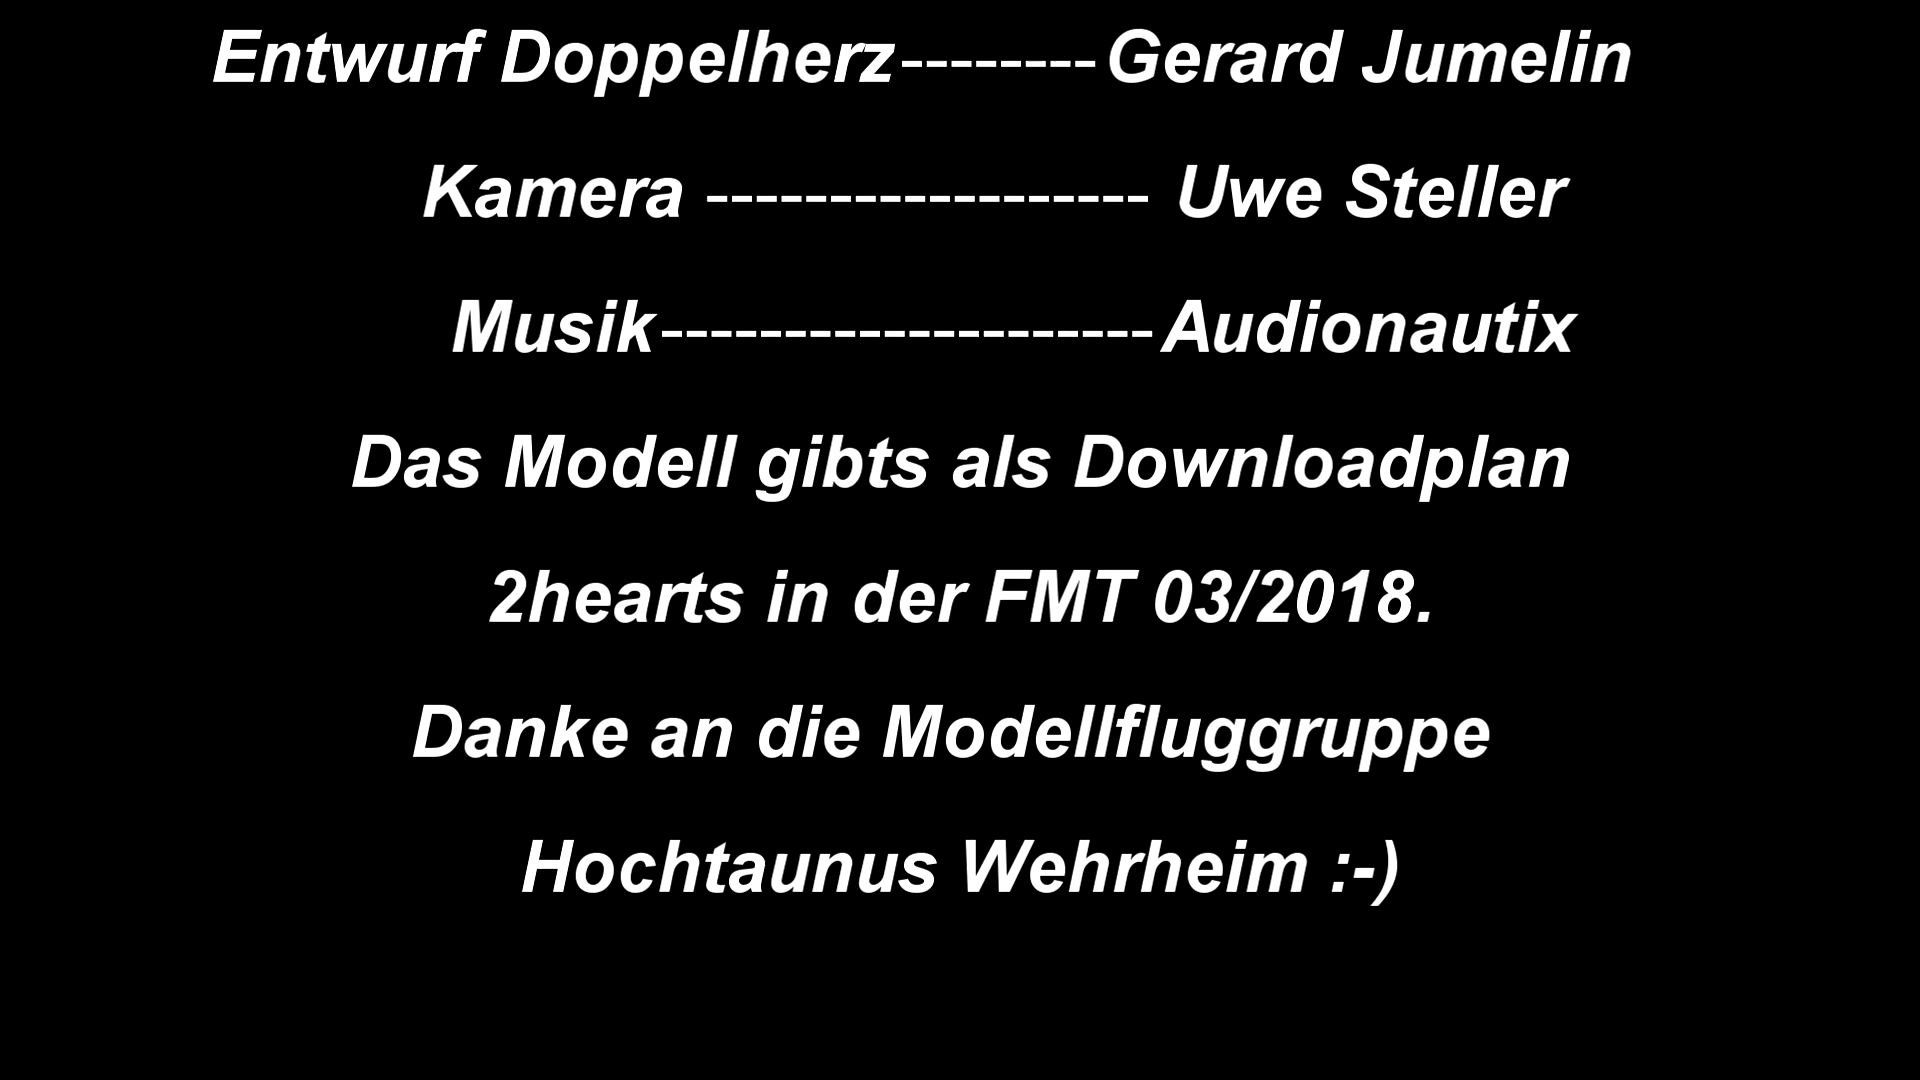 Entwurf Doppelherz--------Gerard Jumelin
Kamera ------------------ Uwe Steller
Musik--------------------Audionautix
Das Modell gibts als Downloadplan
2hearts in der FMT 03/2018.
Danke an die Modellfluggruppe
Hochtaunus Wehrheim :-)